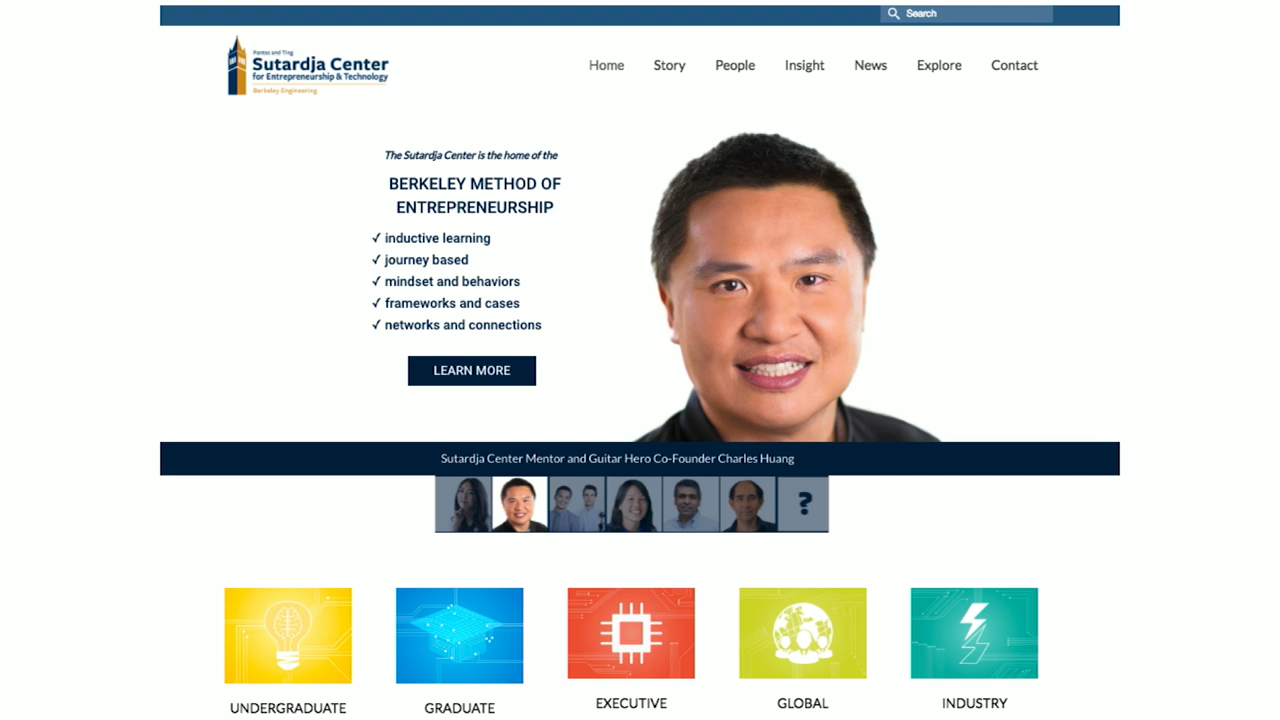 Search
Pantas and Ting
Sutardja Center
for Entrepreneurship & Technology
Berkeley Engineering
Home Story People Insight News Explore Contact
The Sutardja Center is the home of the
BERKELEY METHOD OF
ENTREPRENEURSHIP
✓ inductive learning
✓ journey based
✓ mindset and behaviors
✓ frameworks and cases
✓ networks and connections
LEARN MORE
Sutardja Center Mentor and Guitar Hero Co-Founder Charles Huang
?
UNDERGRADUATE GRADUATE EXECUTIVE GLOBAL INDUSTRY